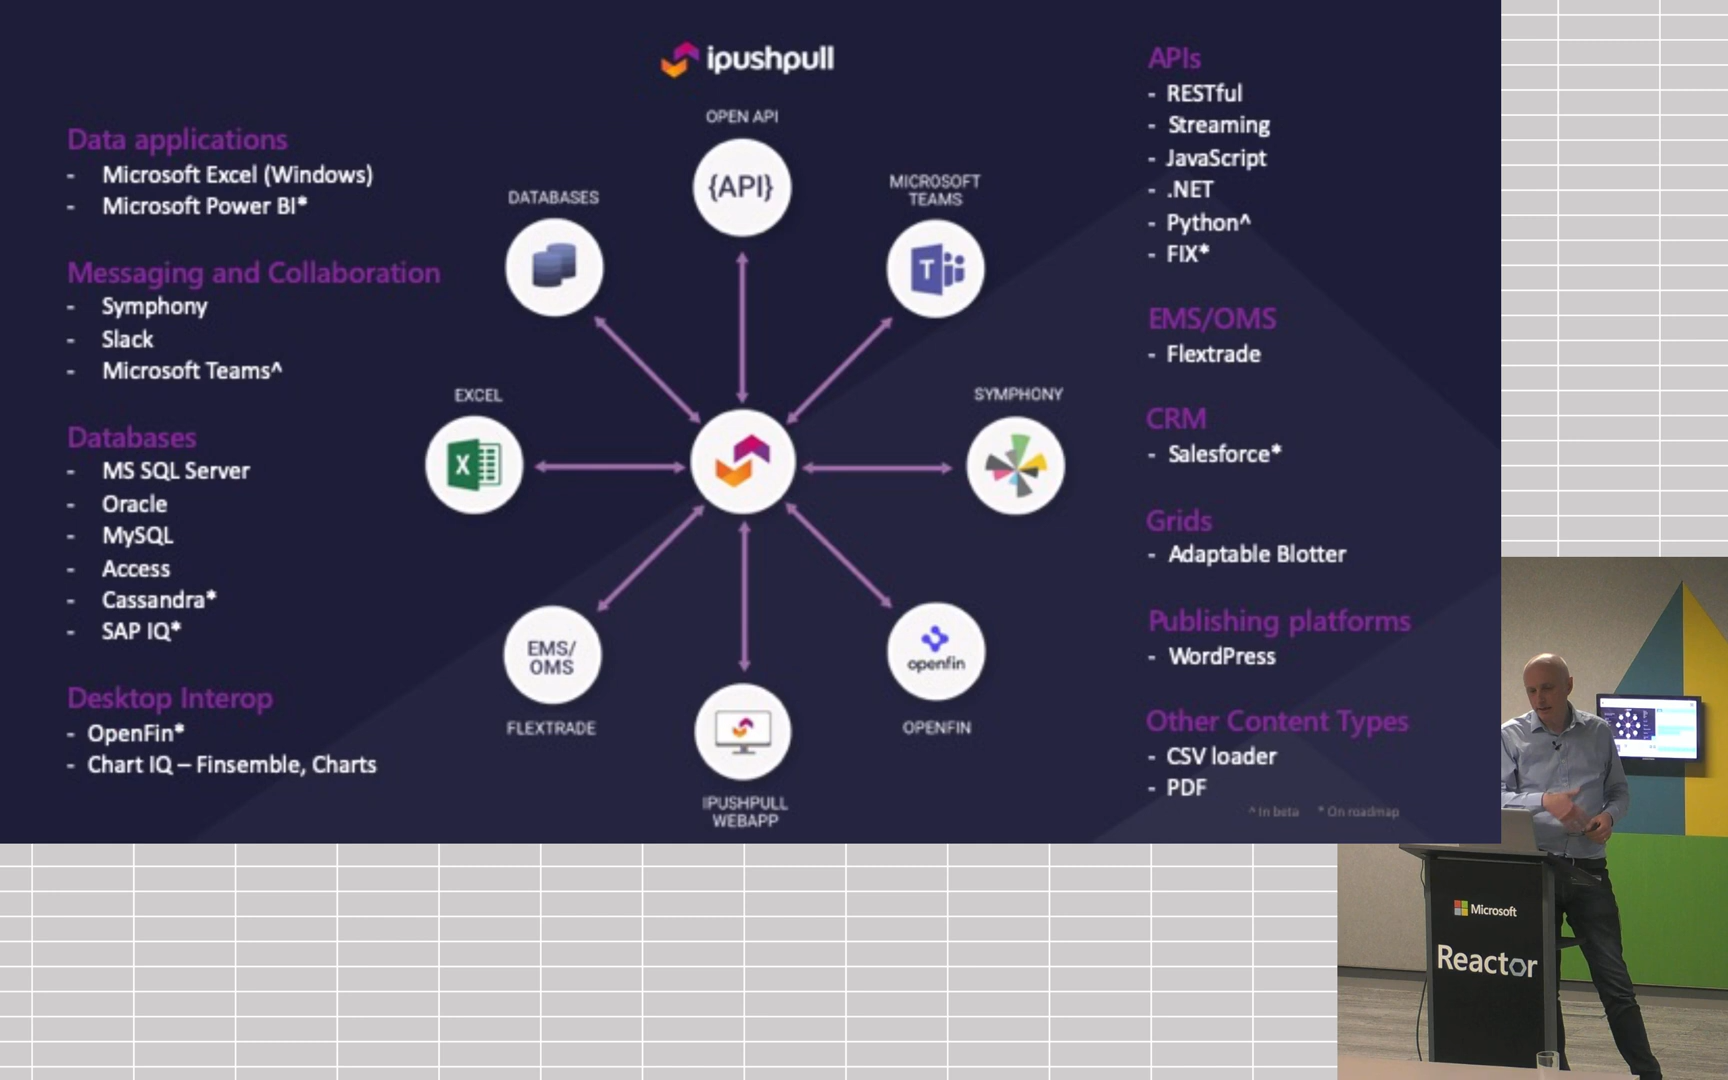 ipushpull
Data applications
- Microsoft Excel (Windows)
- Microsoft Power BI*
Messaging and Collaboration
- Symphony
- Slack
- Microsoft Teams^
Databases
- MS SQL Server
- Oracle
- MySQL
- Access
- Cassandra*
- SAP IQ*
Desktop Interop
- OpenFin*
- Chart IQ – Finsemble, Charts
OPEN API
{API}
DATABASES
MICROSOFT
TEAMS
T
EXCEL
X
SYMPHONY
EMS/
OMS
FLEXTRADE
openfin
OPENFIN
IPUSHPULL
WEBAPP
APIs
- RESTful
- Streaming
- JavaScript
- .NET
- Python^
- FIX*
EMS/OMS
- Flextrade
CRM
- Salesforce*
Grids
- Adaptable Blotter
Publishing platforms
- WordPress
Other Content Types
- CSV loader
- PDF
^ In beta * On roadmap
Microsoft
Reactor